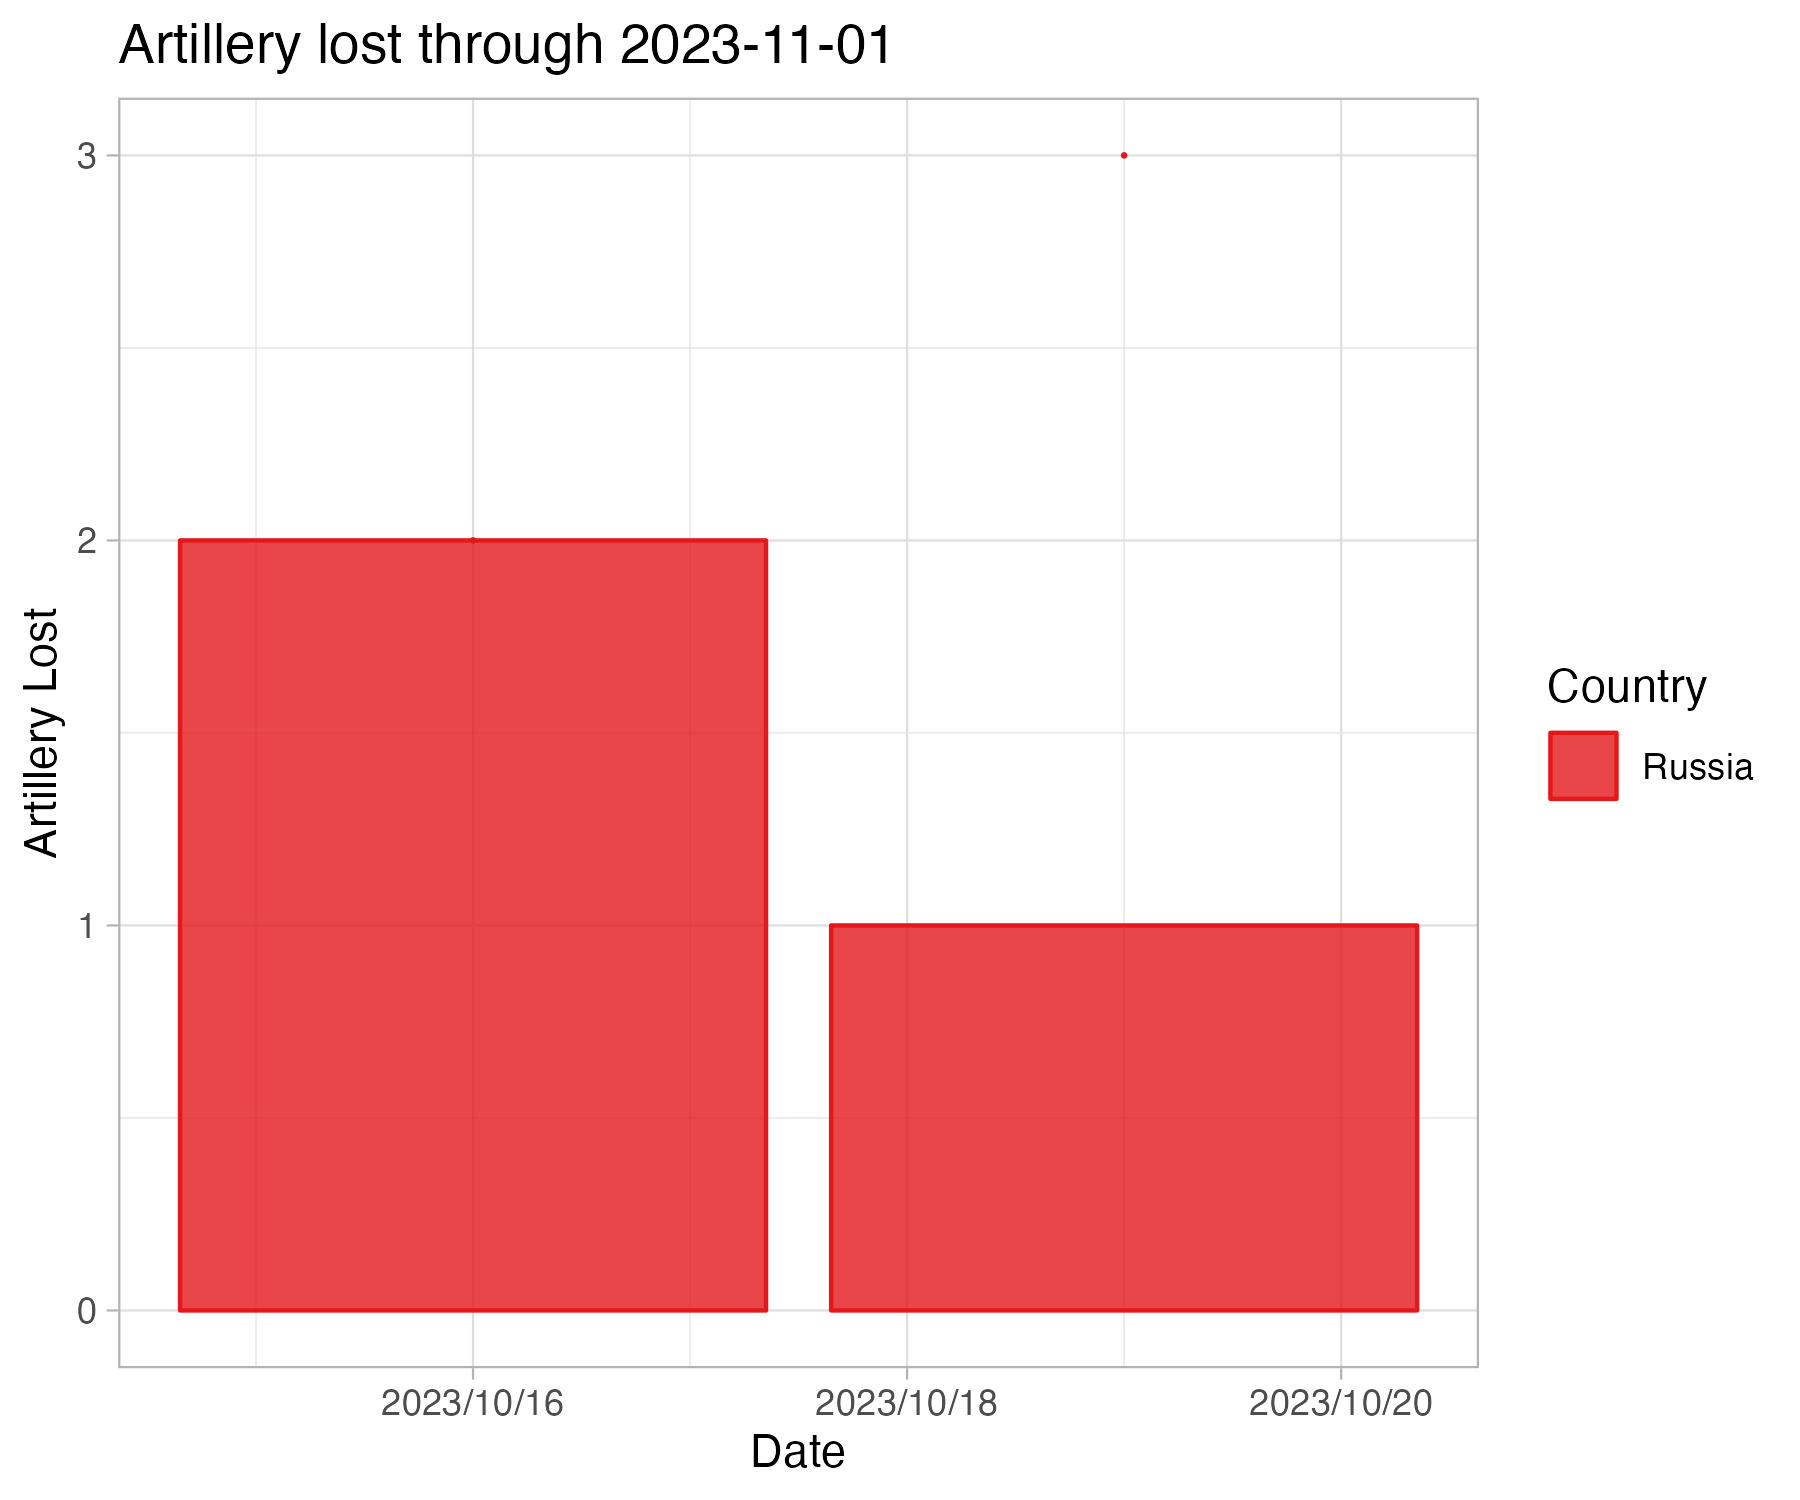 Artillery lost through 2023-11-01
3
2
1
0
Artillery Lost
2023/10/16
2023/10/18
2023/10/20
Date
Country
Russia